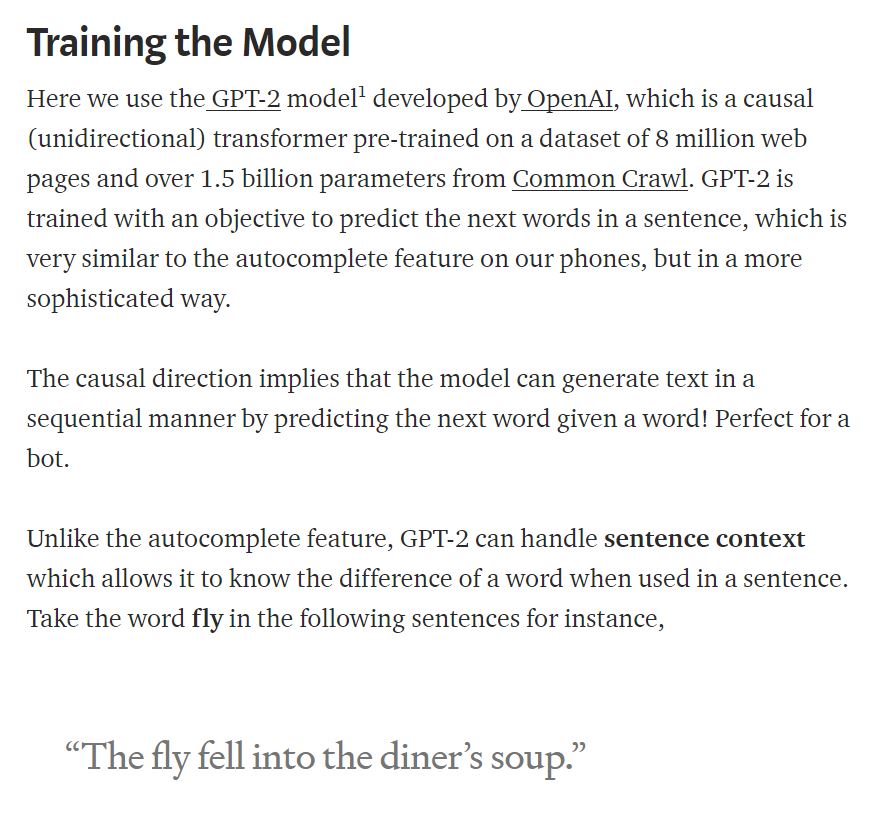 Training the Model
Here we use the GPT-2 model¹ developed by OpenAI, which is a causal
(unidirectional) transformer pre-trained on a dataset of 8 million web
pages and over 1.5 billion parameters from Common Crawl. GPT-2 is
trained with an objective to predict the next words in a sentence, which is
very similar to the autocomplete feature on our phones, but in a more
sophisticated way.
The causal direction implies that the model can generate text in a
sequential manner by predicting the next word given a word! Perfect for a
bot.
Unlike the autocomplete feature, GPT-2 can handle sentence context
which allows it to know the difference of a word when used in a sentence.
Take the word fly in the following sentences for instance,
“The fly fell into the diner’s soup.”